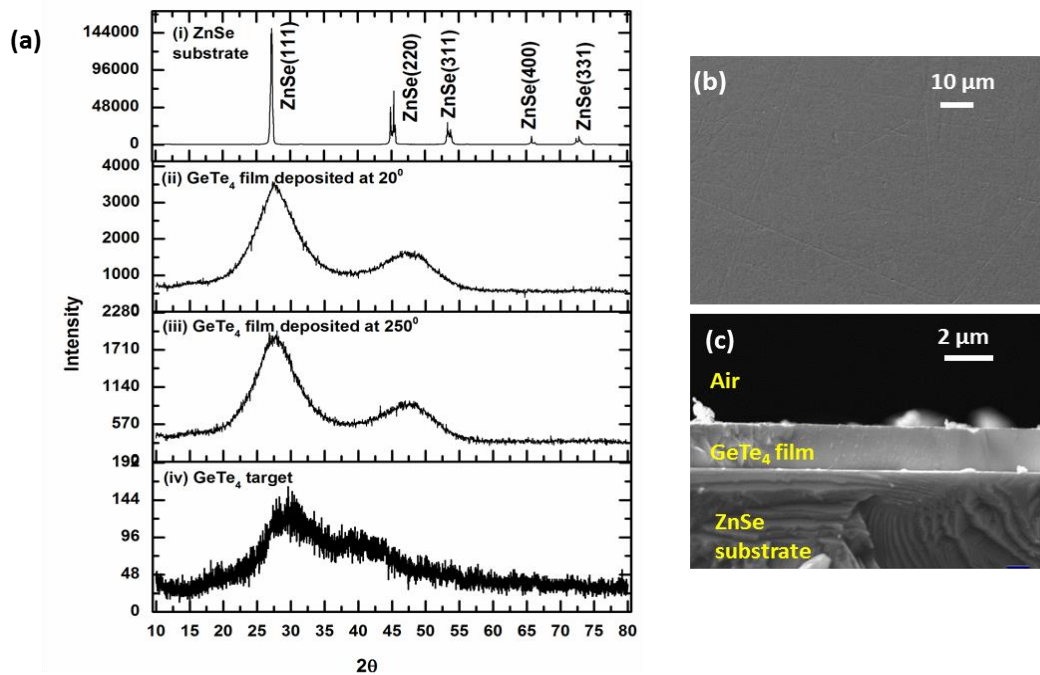 (a)
(i) ZnSe
substrate
ZnSe(111)
ZnSe(220)
ZnSe(311)
ZnSe(400)
ZnSe(331)
144000
96000
48000
0
(ii) GeTe4 film deposited at 20⁰
4000
3000
2000
1000
(iii) GeTe4 film deposited at 250⁰
2280
1710
1140
570
(iv) GeTe4 target
192
144
96
48
0
Intensity
10 15 20 25 30 35 40 45 50 55 60 65 70 75 80
2θ
(b)
10 μm
(c)
2 μm
Air
GeTe4 film
ZnSe
substrate